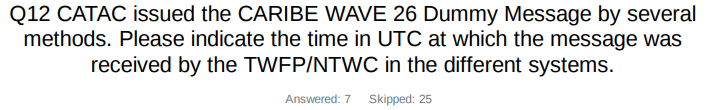 Q12 CATAC issued the CARIBE WAVE 26 Dummy Message by several
methods. Please indicate the time in UTC at which the message was
received by the TWFP/NTWC in the different systems.
Answered: 7 Skipped: 25